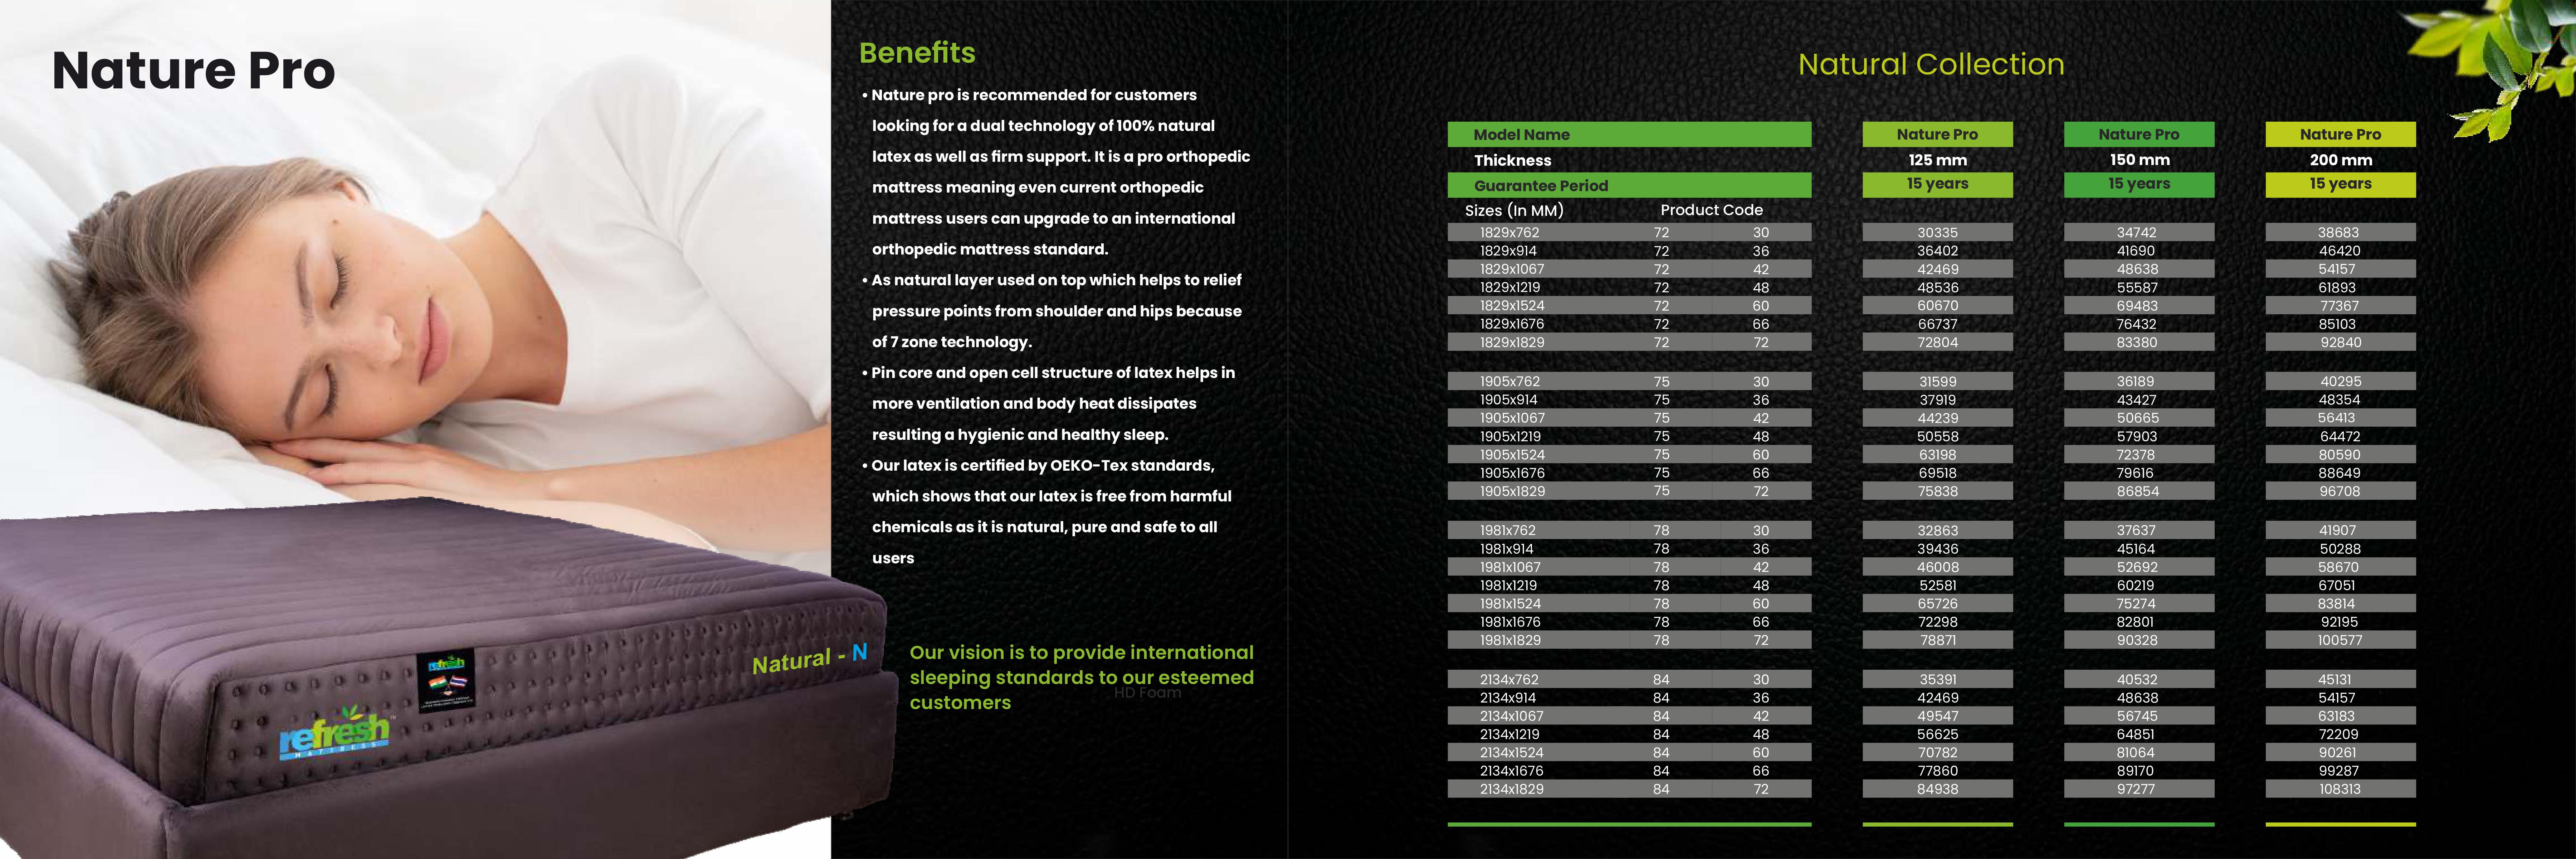 Nature Pro
Benefits
• Nature pro is recommended for customers
looking for a dual technology of 100% natural
latex as well as firm support. It is a pro orthopedic
mattress meaning even current orthopedic
mattress users can upgrade to an international
orthopedic mattress standard.
• As natural layer used on top which helps to relief
pressure points from shoulder and hips because
of 7 zone technology.
• Pin core and open cell structure of latex helps in
more ventilation and body heat dissipates
resulting a hygienic and healthy sleep.
• Our latex is certified by OEKO-Tex standards,
which shows that our latex is free from harmful
chemicals as it is natural, pure and safe to all
users
Natural - N
refresh
refresh™
MATTRESS
Our vision is to provide international
sleeping standards to our esteemed
customers
HD Foam
Natural Collection
Model Name Nature Pro Nature Pro Nature Pro
Thickness 125 mm 150 mm 200 mm
Guarantee Period 15 years 15 years 15 years
Sizes (In MM) Product Code
1829x762 72 30 30335 34742 38683
1829x914 72 36 36402 41690 46420
1829x1067 72 42 42469 48638 54157
1829x1219 72 48 48536 55587 61893
1829x1524 72 60 60670 69483 77367
1829x1676 72 66 66737 76432 85103
1829x1829 72 72 72804 83380 92840
1905x762 75 30 31599 36189 40295
1905x914 75 36 37919 43427 48354
1905x1067 75 42 44239 50665 56413
1905x1219 75 48 50558 57903 64472
1905x1524 75 60 63198 72378 80590
1905x1676 75 66 69518 79616 88649
1905x1829 75 72 75838 86854 96708
1981x762 78 30 32863 37637 41907
1981x914 78 36 39436 45164 50288
1981x1067 78 42 46008 52692 58670
1981x1219 78 48 52581 60219 67051
1981x1524 78 60 65726 75274 83814
1981x1676 78 66 72298 82801 92195
1981x1829 78 72 78871 90328 100577
2134x762 84 30 35391 40532 45131
2134x914 84 36 42469 48638 54157
2134x1067 84 42 49547 56745 63183
2134x1219 84 48 56625 64851 72209
2134x1524 84 60 70782 81064 90261
2134x1676 84 66 77860 89170 99287
2134x1829 84 72 84938 97277 108313